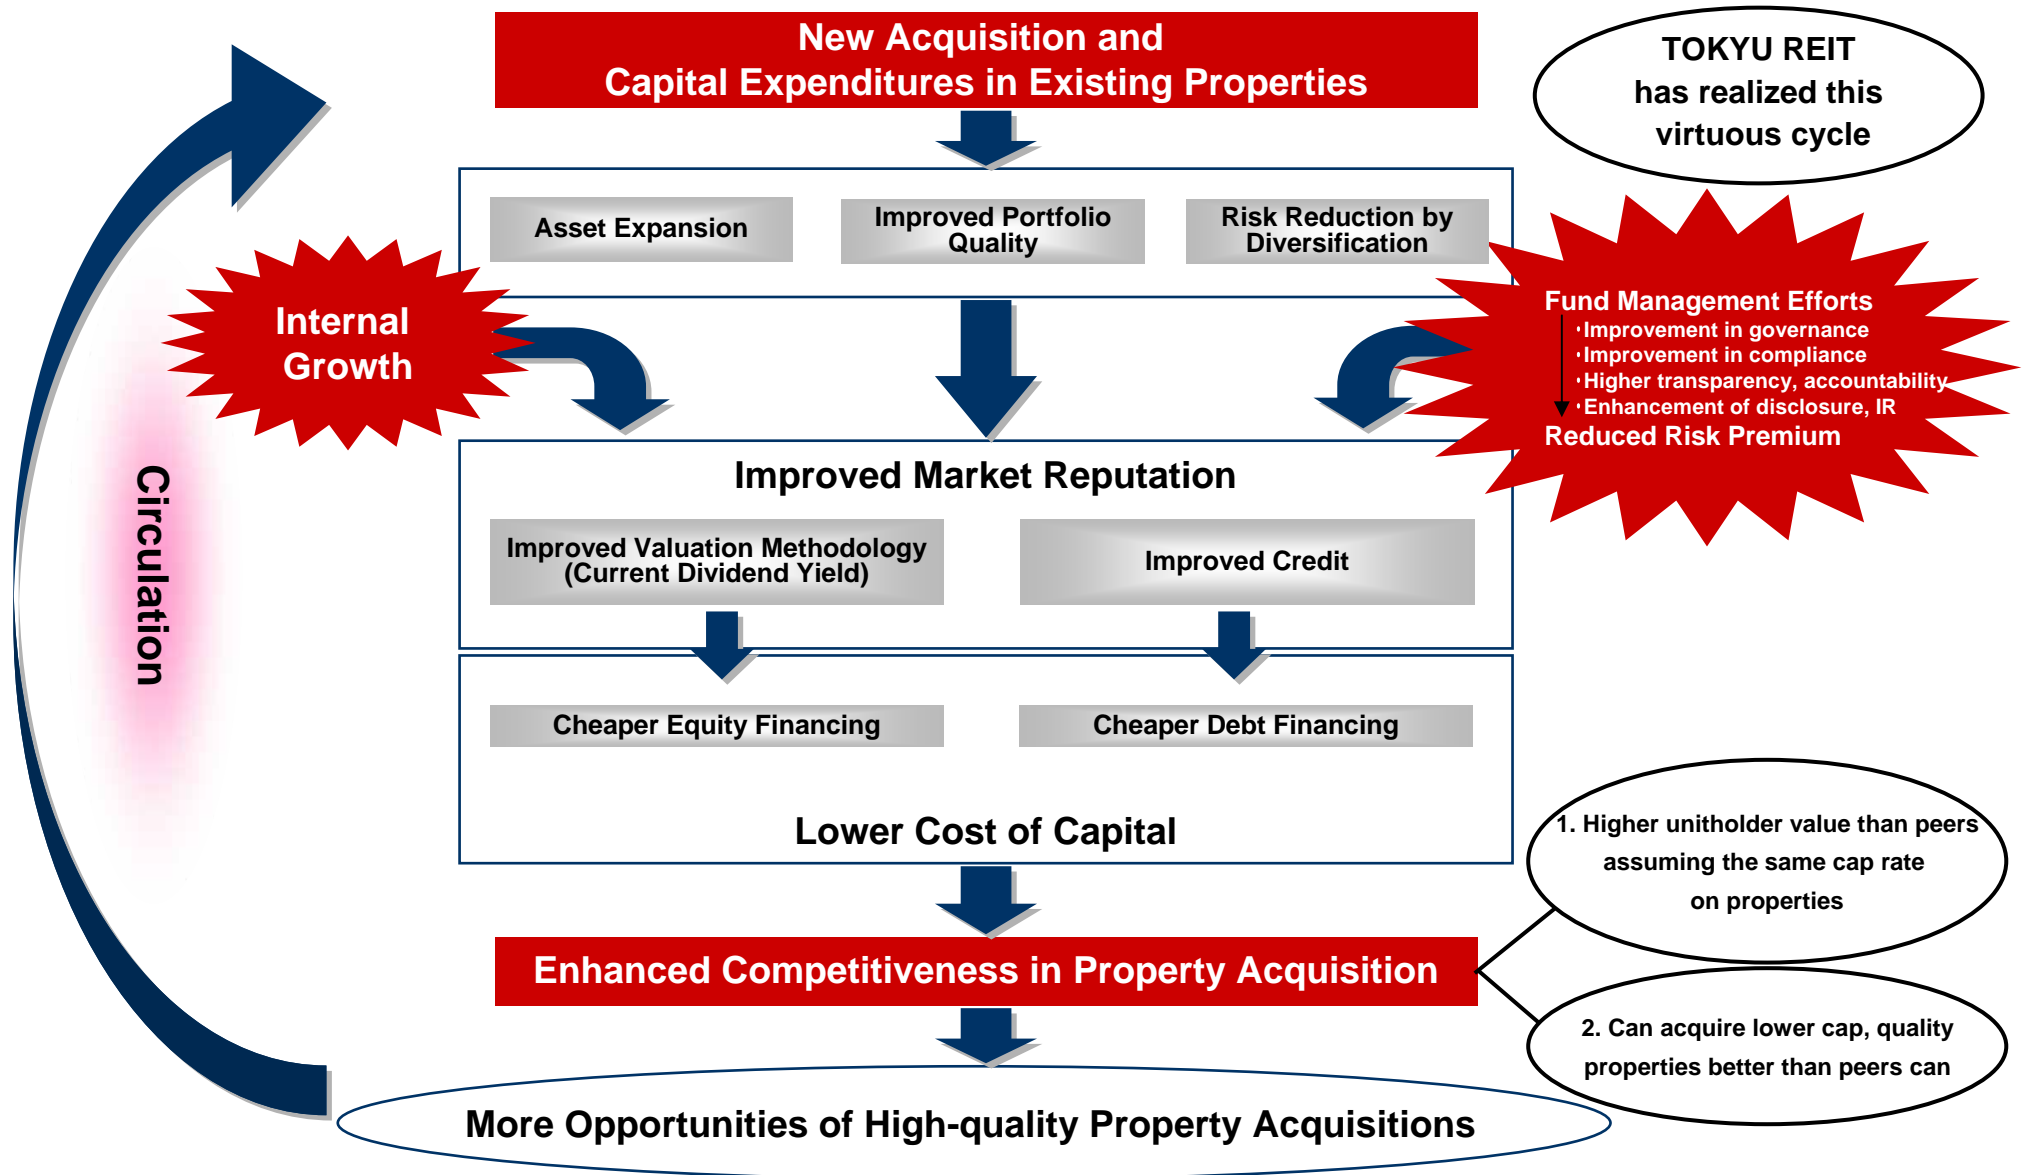 New Acquisition and
Capital Expenditures in Existing Properties
TOKYU REIT
has realized this
virtuous cycle
Asset Expansion
Improved Portfolio
Quality
Risk Reduction by
Diversification
Internal
Growth
Fund Management Efforts
・Improvement in governance
・Improvement in compliance
・Higher transparency, accountability
・Enhancement of disclosure, IR
Reduced Risk Premium
Circulation
Improved Market Reputation
Improved Valuation Methodology
(Current Dividend Yield)
Improved Credit
Cheaper Equity Financing
Cheaper Debt Financing
Lower Cost of Capital
1. Higher unitholder value than peers
assuming the same cap rate
on properties
Enhanced Competitiveness in Property Acquisition
2. Can acquire lower cap, quality
properties better than peers can
More Opportunities of High-quality Property Acquisitions